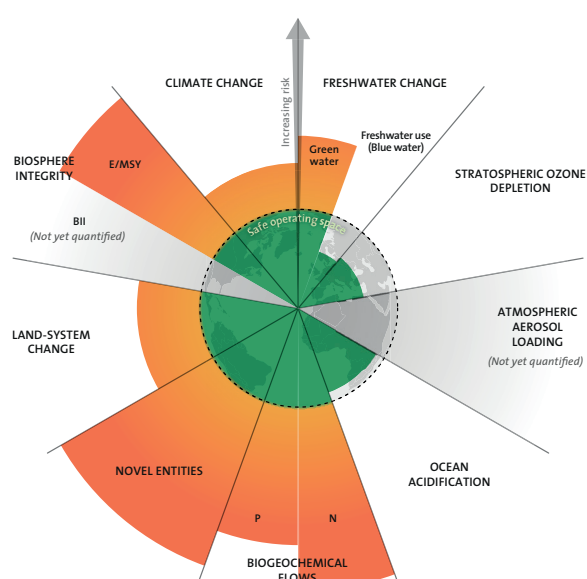 CLIMATE CHANGE
FRESHWATER CHANGE
Increasing risk
Green
water
Freshwater use
(Blue water)
BIOSPHERE
INTEGRITY
E/MSY
STRATOSPHERIC OZONE
DEPLETION
BII
(Not yet quantified)
Safe operating space
ATMOSPHERIC
AEROSOL
LOADING
(Not yet quantified)
LAND-SYSTEM
CHANGE
NOVEL ENTITIES
OCEAN
ACIDIFICATION
P
N
BIOGEOCHEMICAL
FLOWS